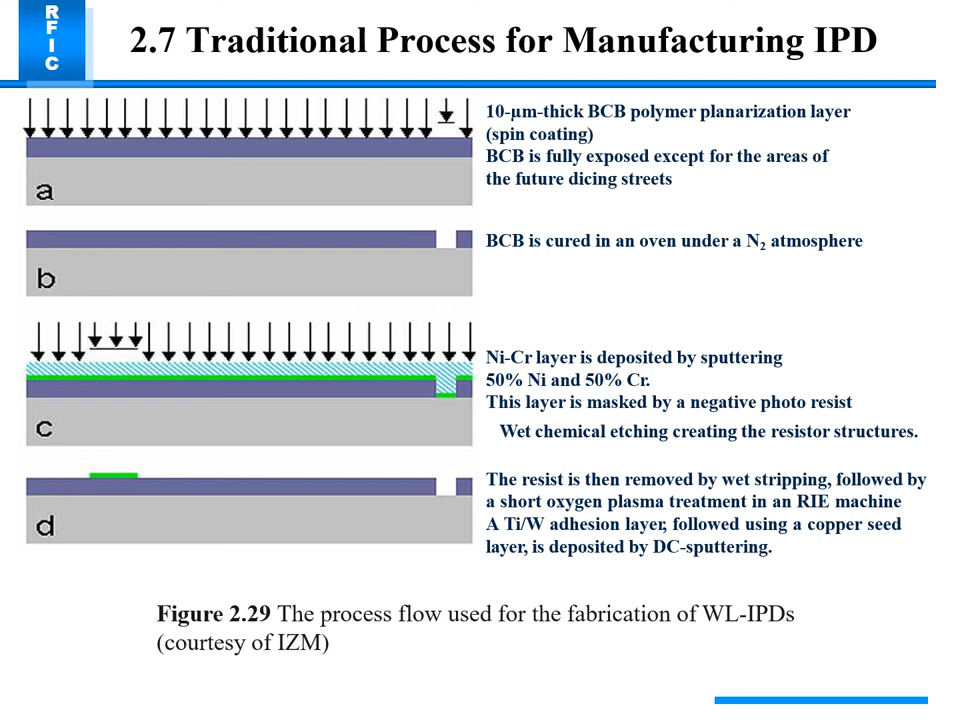 R
F
I
C
2.7 Traditional Process for Manufacturing IPD
10-μm-thick BCB polymer planarization layer
(spin coating)
BCB is fully exposed except for the areas of
the future dicing streets
a
BCB is cured in an oven under a N₂ atmosphere
b
Ni-Cr layer is deposited by sputtering
50% Ni and 50% Cr.
This layer is masked by a negative photo resist
Wet chemical etching creating the resistor structures.
c
The resist is then removed by wet stripping, followed by
a short oxygen plasma treatment in an RIE machine
A Ti/W adhesion layer, followed using a copper seed
layer, is deposited by DC-sputtering.
d
Figure 2.29 The process flow used for the fabrication of WL-IPDs
(courtesy of IZM)